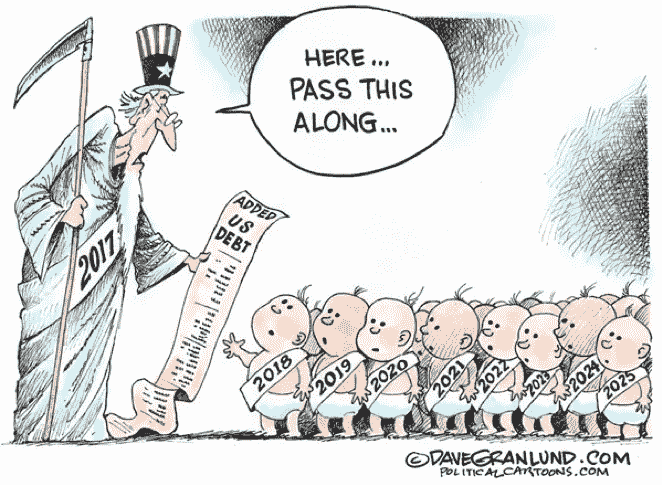 HERE...
PASS THIS
ALONG...
2017
ADDED
US
DEBT
2018
2019
2020
2021
2022
2023
2024
2025
©DAVEGRANLUND.COM
POLITICALCARTOONS.COM